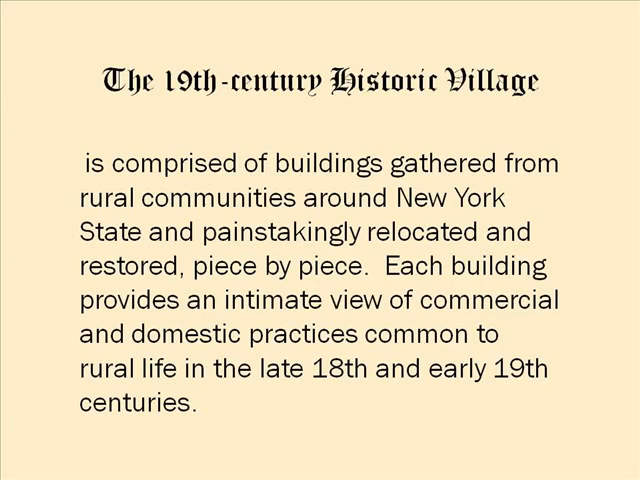 The 19th-century Historic Village
is comprised of buildings gathered from
rural communities around New York
State and painstakingly relocated and
restored, piece by piece.  Each building
provides an intimate view of commercial
and domestic practices common to
rural life in the late 18th and early 19th
centuries.